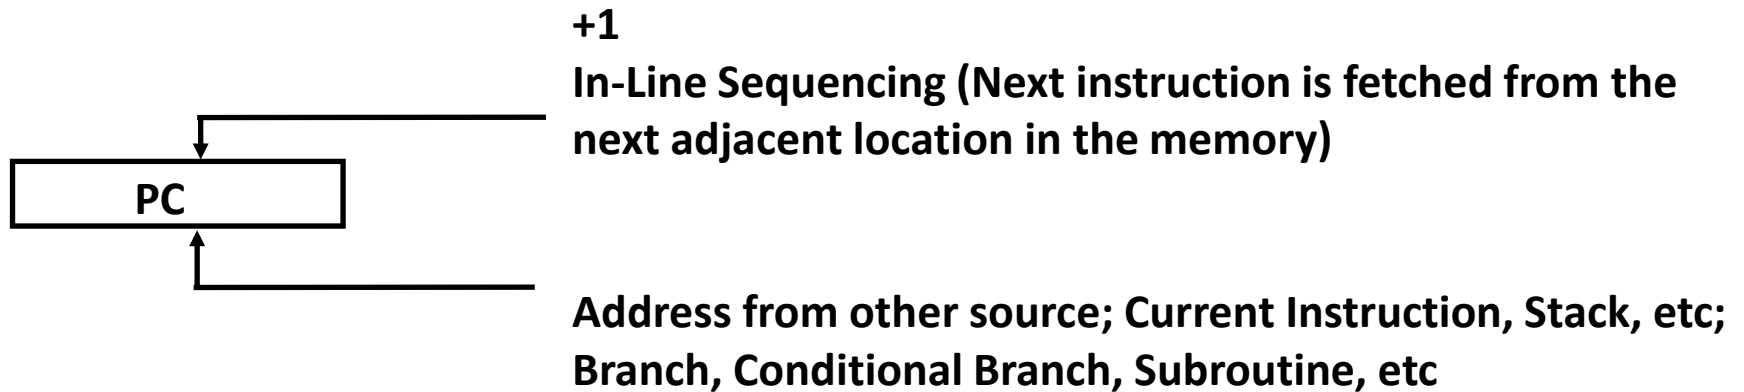 +1
In-Line Sequencing (Next instruction is fetched from the
next adjacent location in the memory)
PC
Address from other source; Current Instruction, Stack, etc;
Branch, Conditional Branch, Subroutine, etc